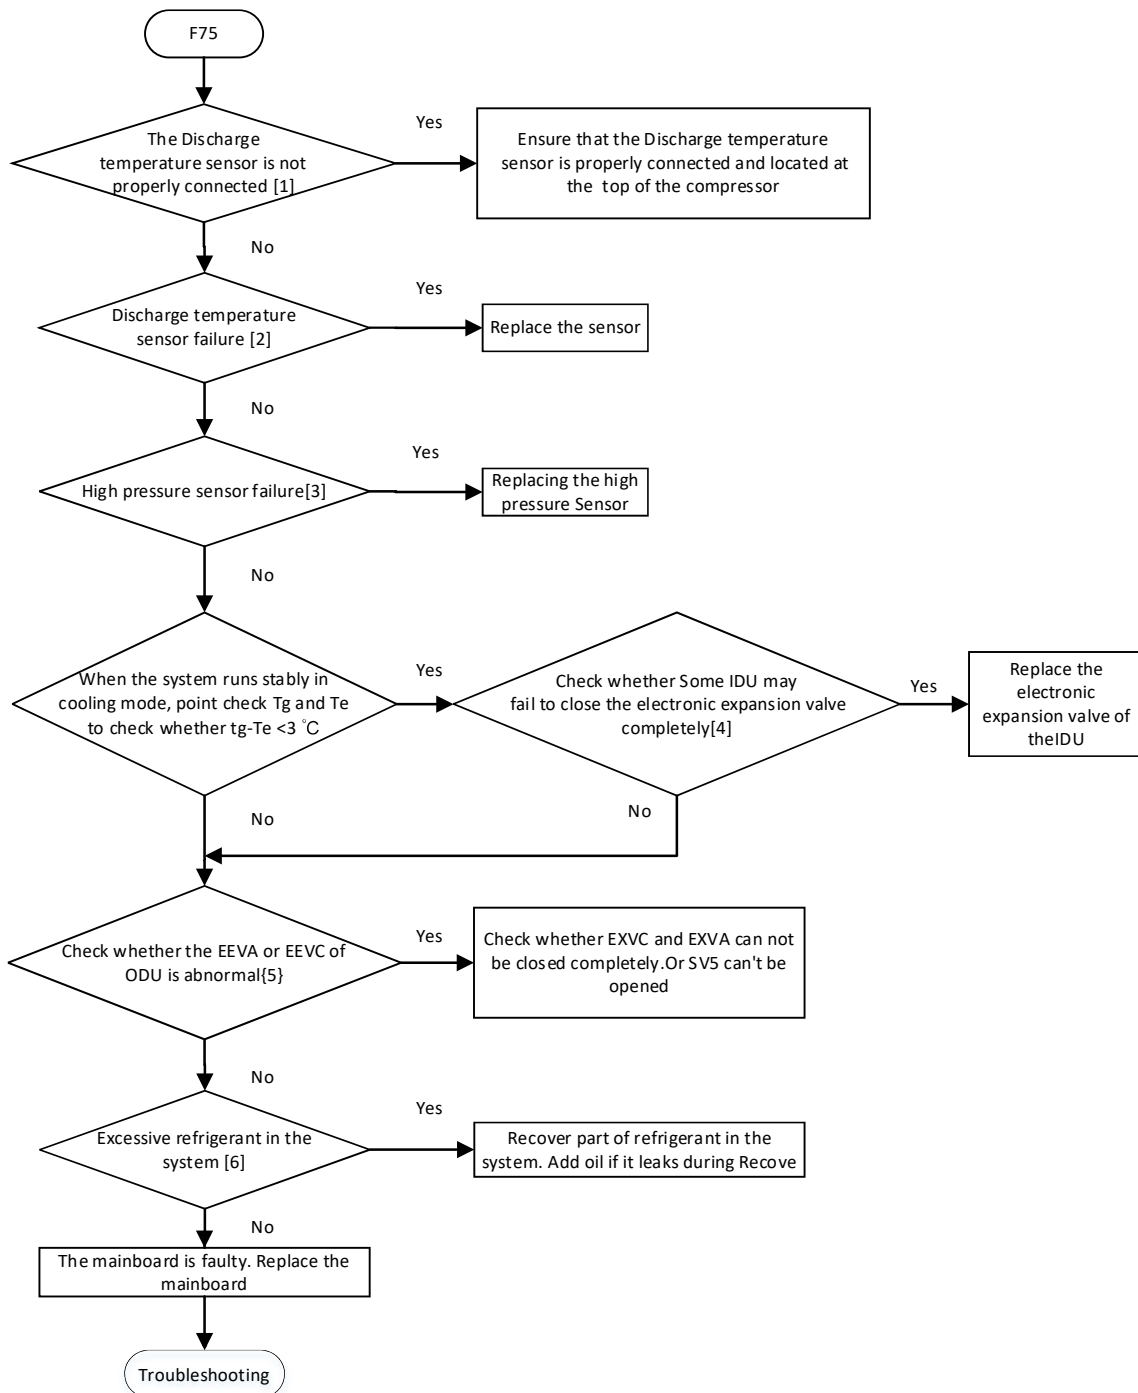 F75
The Discharge
temperature sensor is not
properly connected [1]
Yes
Ensure that the Discharge temperature
sensor is properly connected and located at
the top of the compressor
No
Discharge temperature
sensor failure [2]
Yes
Replace the sensor
No
High pressure sensor failure[3]
Yes
Replacing the high
pressure Sensor
No
When the system runs stably in
cooling mode, point check Tg and Te
to check whether tg-Te <3 °C
Yes
Check whether Some IDU may
fail to close the electronic expansion valve
completely[4]
Yes
Replace the
electronic
expansion valve of
theIDU
No
No
Check whether the EEVA or EEVC of
ODU is abnormal{5}
Yes
Check whether EXVC and EXVA can not
be closed completely.Or SV5 can't be
opened
No
Excessive refrigerant in the
system [6]
Yes
Recover part of refrigerant in the
system. Add oil if it leaks during Recove
No
The mainboard is faulty. Replace the
mainboard
Troubleshooting